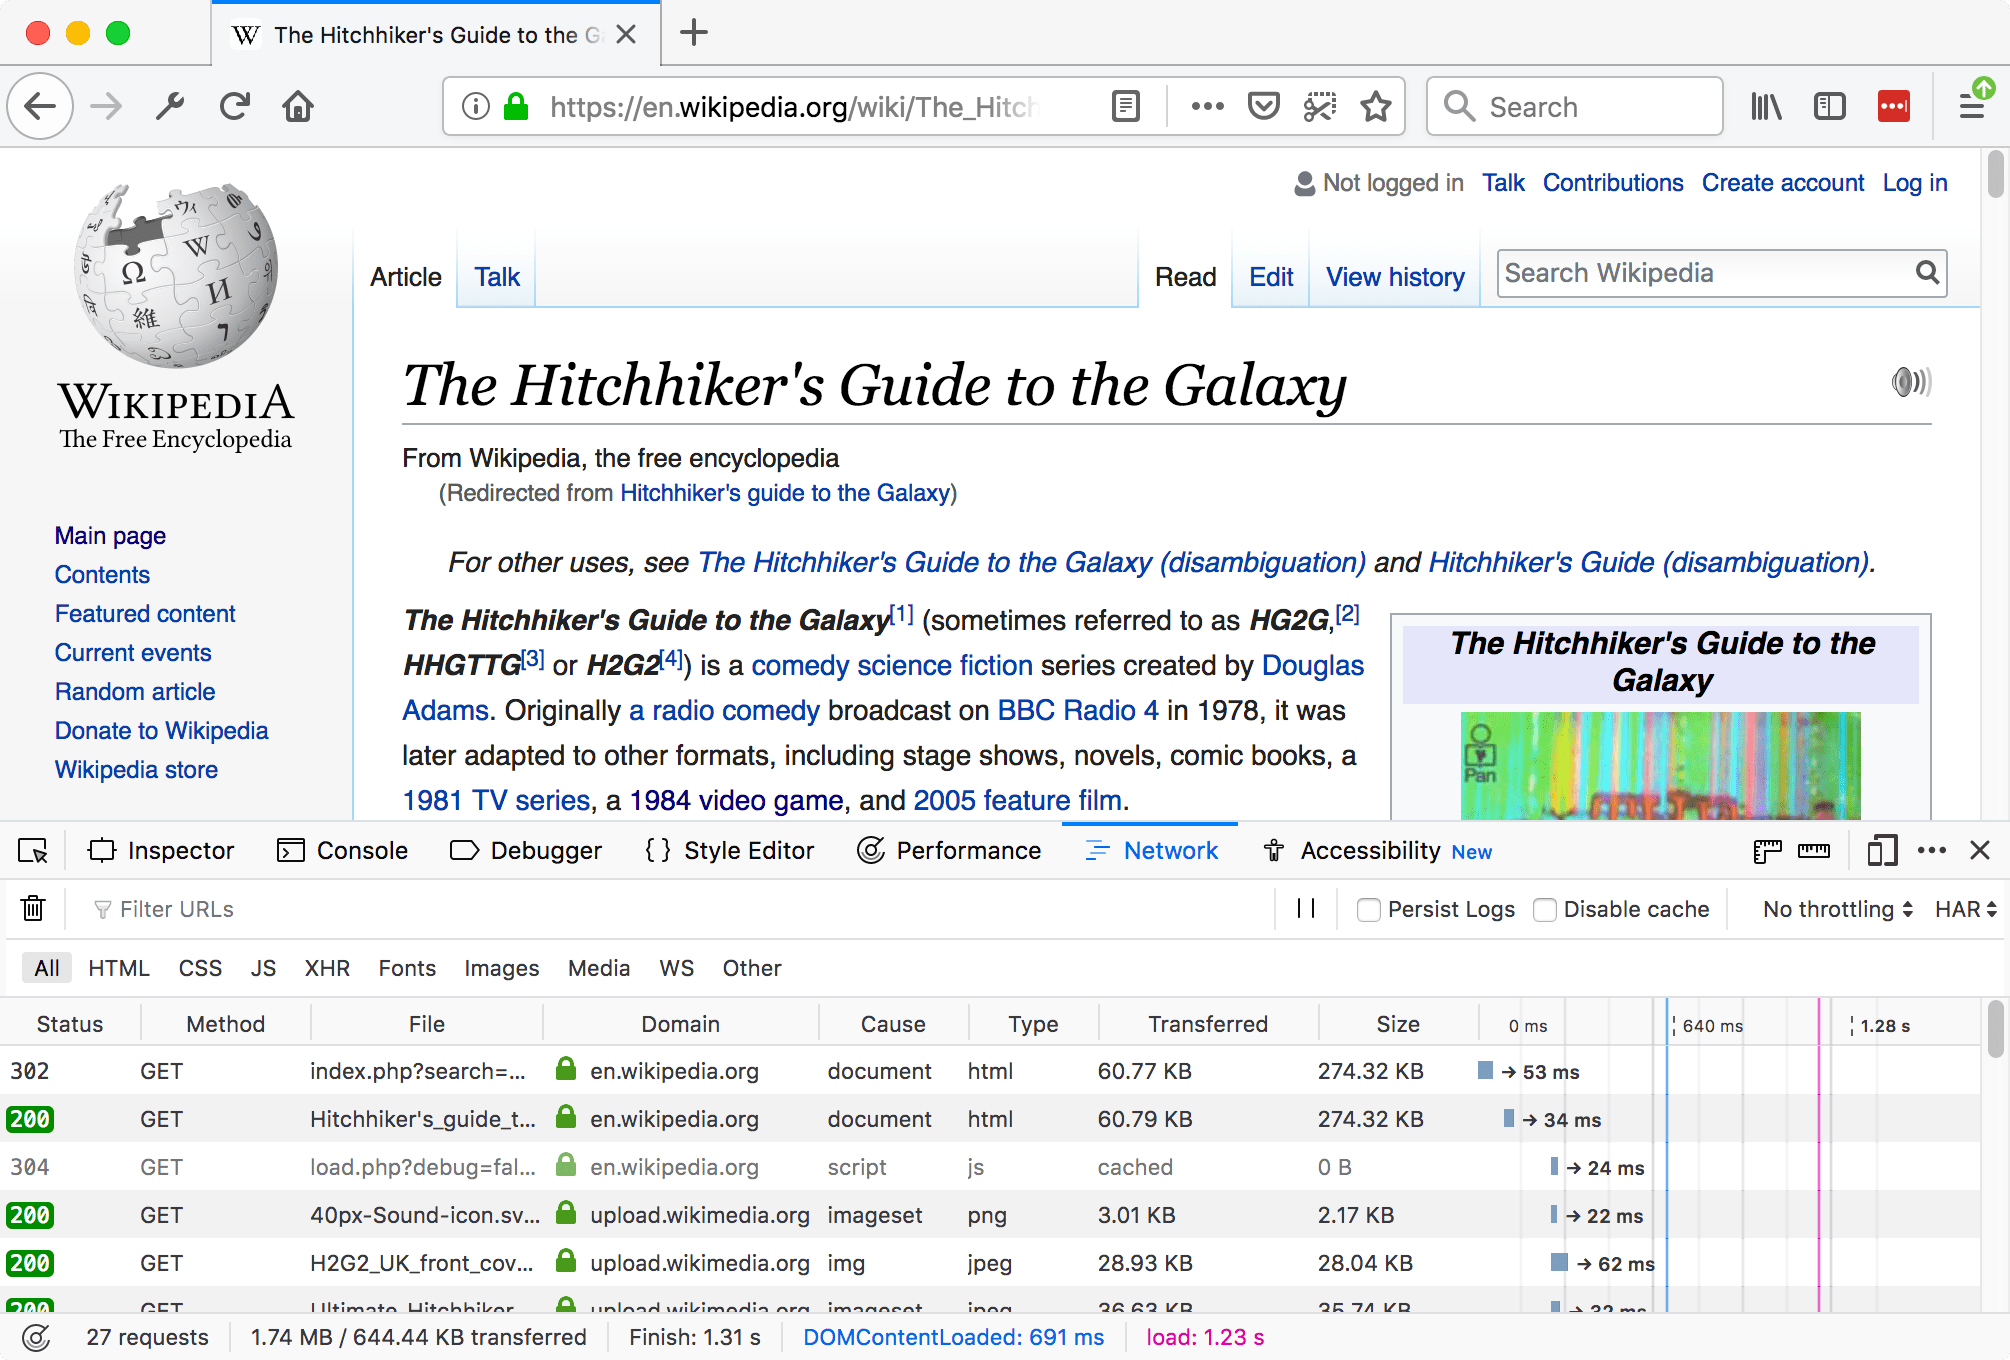 The Hitchhiker's Guide to the G
https://en.wikipedia.org/wiki/The_Hitch
Search
Not logged in Talk Contributions Create account Log in
Article Talk Read Edit View history Search Wikipedia
WIKIPEDIA
The Free Encyclopedia
Main page
Contents
Featured content
Current events
Random article
Donate to Wikipedia
Wikipedia store
The Hitchhiker's Guide to the Galaxy
From Wikipedia, the free encyclopedia
(Redirected from Hitchhiker's guide to the Galaxy)
For other uses, see The Hitchhiker's Guide to the Galaxy (disambiguation) and Hitchhiker's Guide (disambiguation).
The Hitchhiker's Guide to the Galaxy[1] (sometimes referred to as HG2G,[2]
HHGTTG[3] or H2G2[4]) is a comedy science fiction series created by Douglas
Adams. Originally a radio comedy broadcast on BBC Radio 4 in 1978, it was
later adapted to other formats, including stage shows, novels, comic books, a
1981 TV series, a 1984 video game, and 2005 feature film.
The Hitchhiker's Guide to the
Galaxy
Pan
Inspector Console Debugger {} Style Editor Performance Network Accessibility New
Filter URLs Persist Logs Disable cache No throttling HAR
All HTML CSS JS XHR Fonts Images Media WS Other
Status Method File Domain Cause Type Transferred Size 0 ms 640 ms 1.28 s
302 GET index.php?search=... en.wikipedia.org document html 60.77 KB 274.32 KB → 53 ms
200 GET Hitchhiker's_guide_t... en.wikipedia.org document html 60.79 KB 274.32 KB → 34 ms
304 GET load.php?debug=fal... en.wikipedia.org script js cached 0 B → 24 ms
200 GET 40px-Sound-icon.sv... upload.wikimedia.org imageset png 3.01 KB 2.17 KB → 22 ms
200 GET H2G2_UK_front_cov... upload.wikimedia.org img jpeg 28.93 KB 28.04 KB → 62 ms
200 GET Ultimate_Hitchhiker... upload.wikimedia.org imageset jpeg 36.63 KB 35.74 KB → 32 ms
27 requests 1.74 MB / 644.44 KB transferred Finish: 1.31 s DOMContentLoaded: 691 ms load: 1.23 s